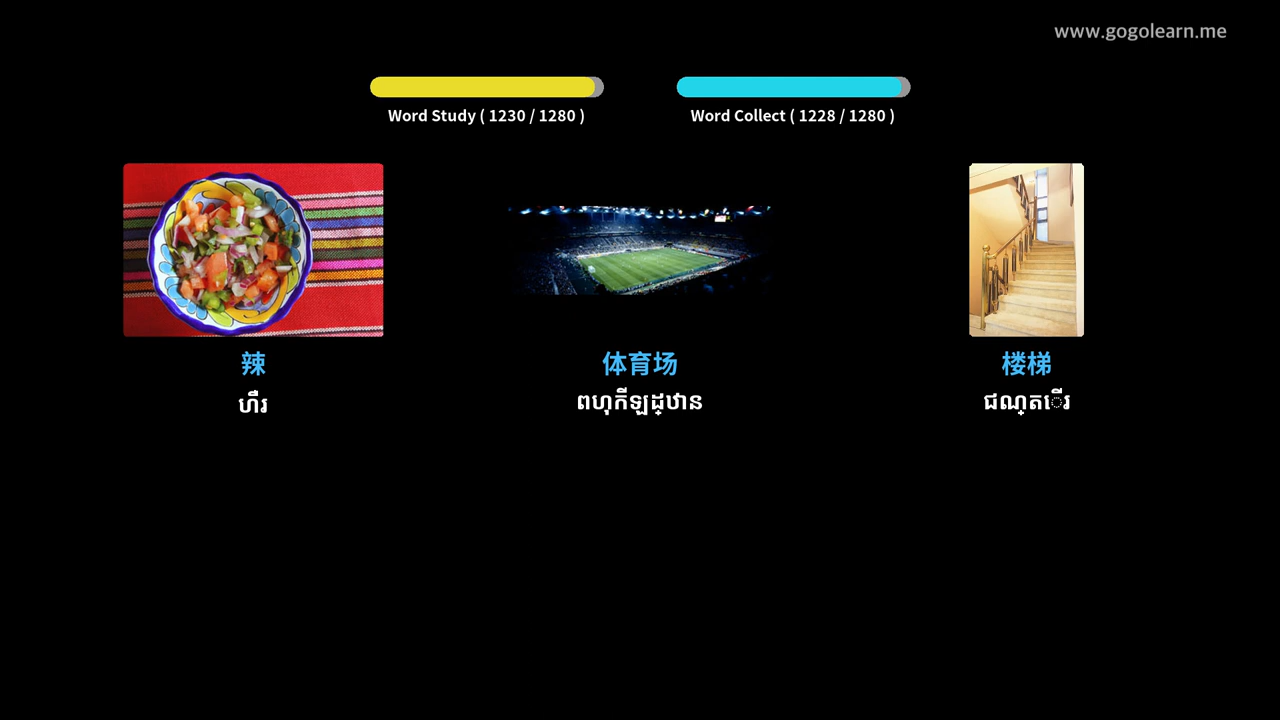 www.gogolearn.me
Word Study ( 1230 / 1280 )
Word Collect ( 1228 / 1280 )
辣
体育场
楼梯
ហឹរ
ពហុកីឡដ្ឋាន
ជណ្តើរ